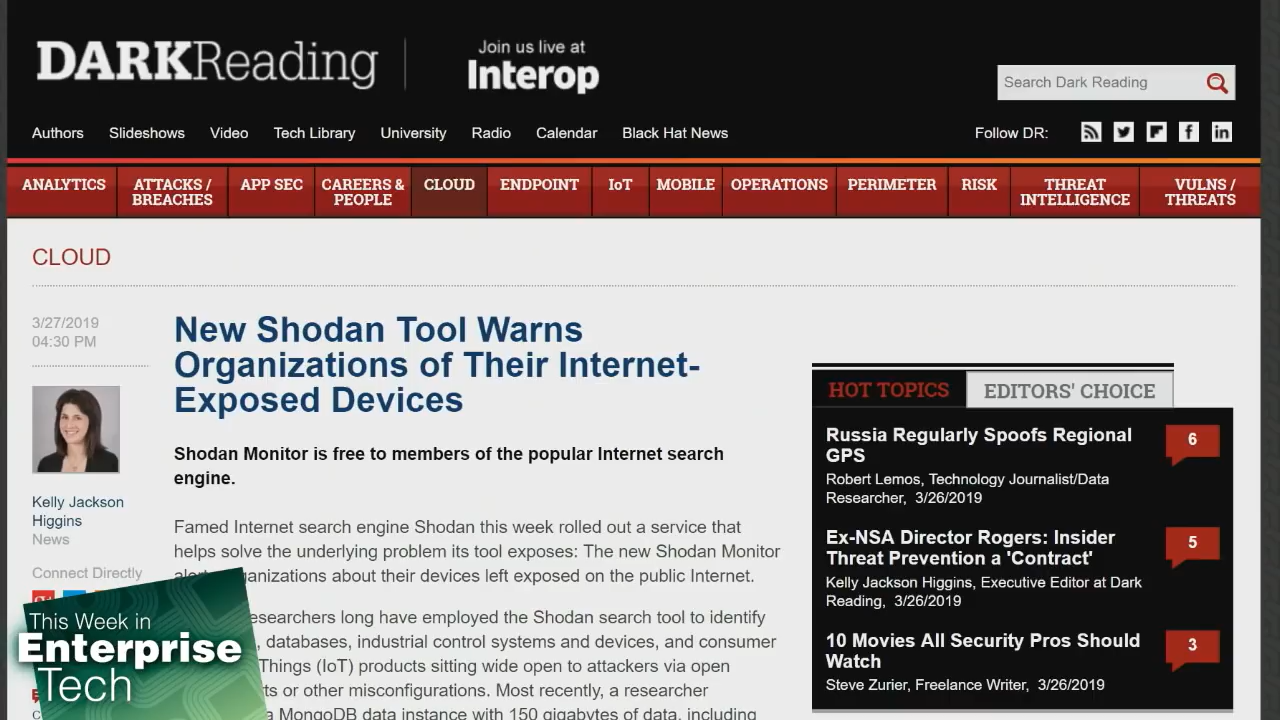 DARKReading
Join us live at
Interop
Search Dark Reading
Authors Slideshows Video Tech Library University Radio Calendar Black Hat News
Follow DR:
ANALYTICS
ATTACKS /
BREACHES
APP SEC
CAREERS &
PEOPLE
CLOUD
ENDPOINT
IoT
MOBILE
OPERATIONS
PERIMETER
RISK
THREAT
INTELLIGENCE
VULNS /
THREATS
CLOUD
3/27/2019
04:30 PM
Kelly Jackson
Higgins
News
Connect Directly
New Shodan Tool Warns
Organizations of Their Internet-
Exposed Devices
Shodan Monitor is free to members of the popular Internet search
engine.
Famed Internet search engine Shodan this week rolled out a service that
helps solve the underlying problem its tool exposes: The new Shodan Monitor
organizations about their devices left exposed on the public Internet.
researchers long have employed the Shodan search tool to identify
, databases, industrial control systems and devices, and consumer
Things (IoT) products sitting wide open to attackers via open
or other misconfigurations. Most recently, a researcher
a MongoDB data instance with 150 gigabytes of data, including
HOT TOPICS
EDITORS' CHOICE
Russia Regularly Spoofs Regional
GPS
6
Robert Lemos, Technology Journalist/Data
Researcher, 3/26/2019
Ex-NSA Director Rogers: Insider
Threat Prevention a 'Contract'
5
Kelly Jackson Higgins, Executive Editor at Dark
Reading, 3/26/2019
10 Movies All Security Pros Should
Watch
3
Steve Zurier, Freelance Writer, 3/26/2019
This Week in
Enterprise
Tech